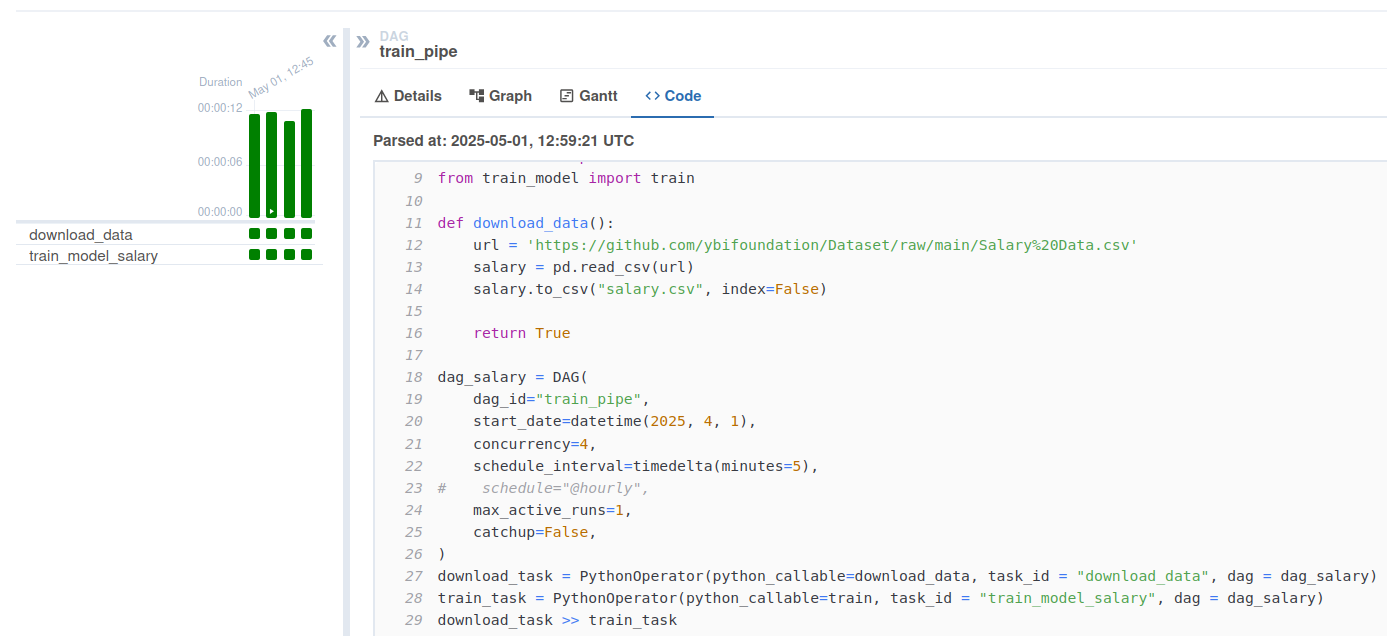 DAG
train_pipe
May 01, 12:45
Duration
00:00:12
00:00:06
00:00:00
download_data
train_model_salary
Details Graph Gantt Code
Parsed at: 2025-05-01, 12:59:21 UTC
9 from train_model import train
10
11 def download_data():
12     url = 'https://github.com/ybifoundation/Dataset/raw/main/Salary%20Data.csv'
13     salary = pd.read_csv(url)
14     salary.to_csv("salary.csv", index=False)
15
16     return True
17
18 dag_salary = DAG(
19     dag_id="train_pipe",
20     start_date=datetime(2025, 4, 1),
21     concurrency=4,
22     schedule_interval=timedelta(minutes=5),
23 #    schedule="@hourly",
24     max_active_runs=1,
25     catchup=False,
26 )
27 download_task = PythonOperator(python_callable=download_data, task_id = "download_data", dag = dag_salary)
28 train_task = PythonOperator(python_callable=train, task_id = "train_model_salary", dag = dag_salary)
29 download_task >> train_task